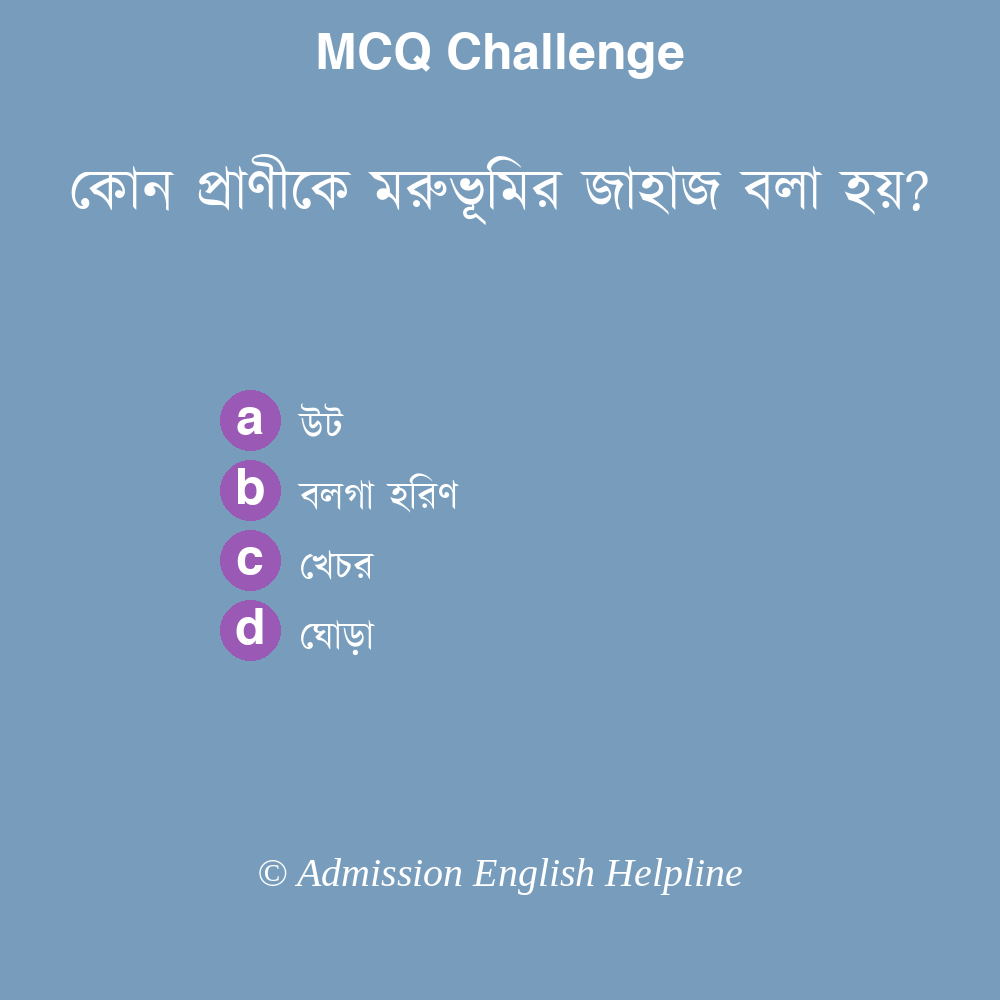 MCQ Challenge
কোন প্রাণীকে মরুভূমির জাহাজ বলা হয়?
a উট
b বলগা হরিণ
c খেচর
d ঘোড়া
© Admission English Helpline